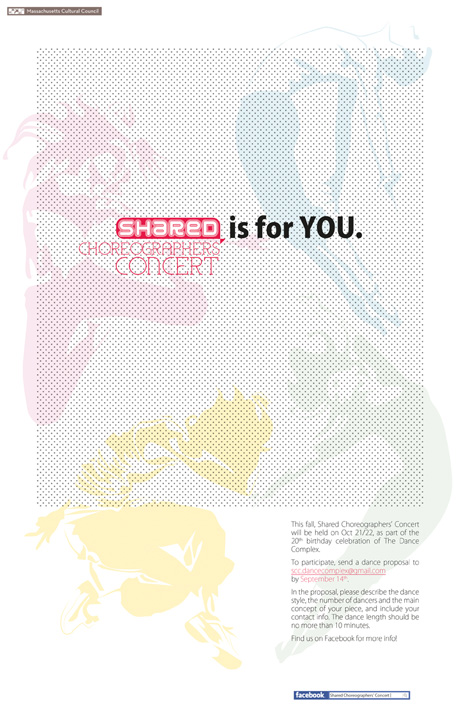 Massachusetts Cultural Council
SHARED is for YOU.
CHOREOGRAPHERS'
CONCERT
This fall, Shared Choreographers' Concert
will be held on Oct 21/22, as part of the
20th birthday celebration of The Dance
Complex.
To participate, send a dance proposal to
scc.dancecomplex@gmail.com
by September 14th.
In the proposal, please describe the dance
style, the number of dancers and the main
concept of your piece, and include your
contact info. The dance length should be
no more than 10 minutes.
Find us on Facebook for more info!
facebook Shared Choreographers' Concert